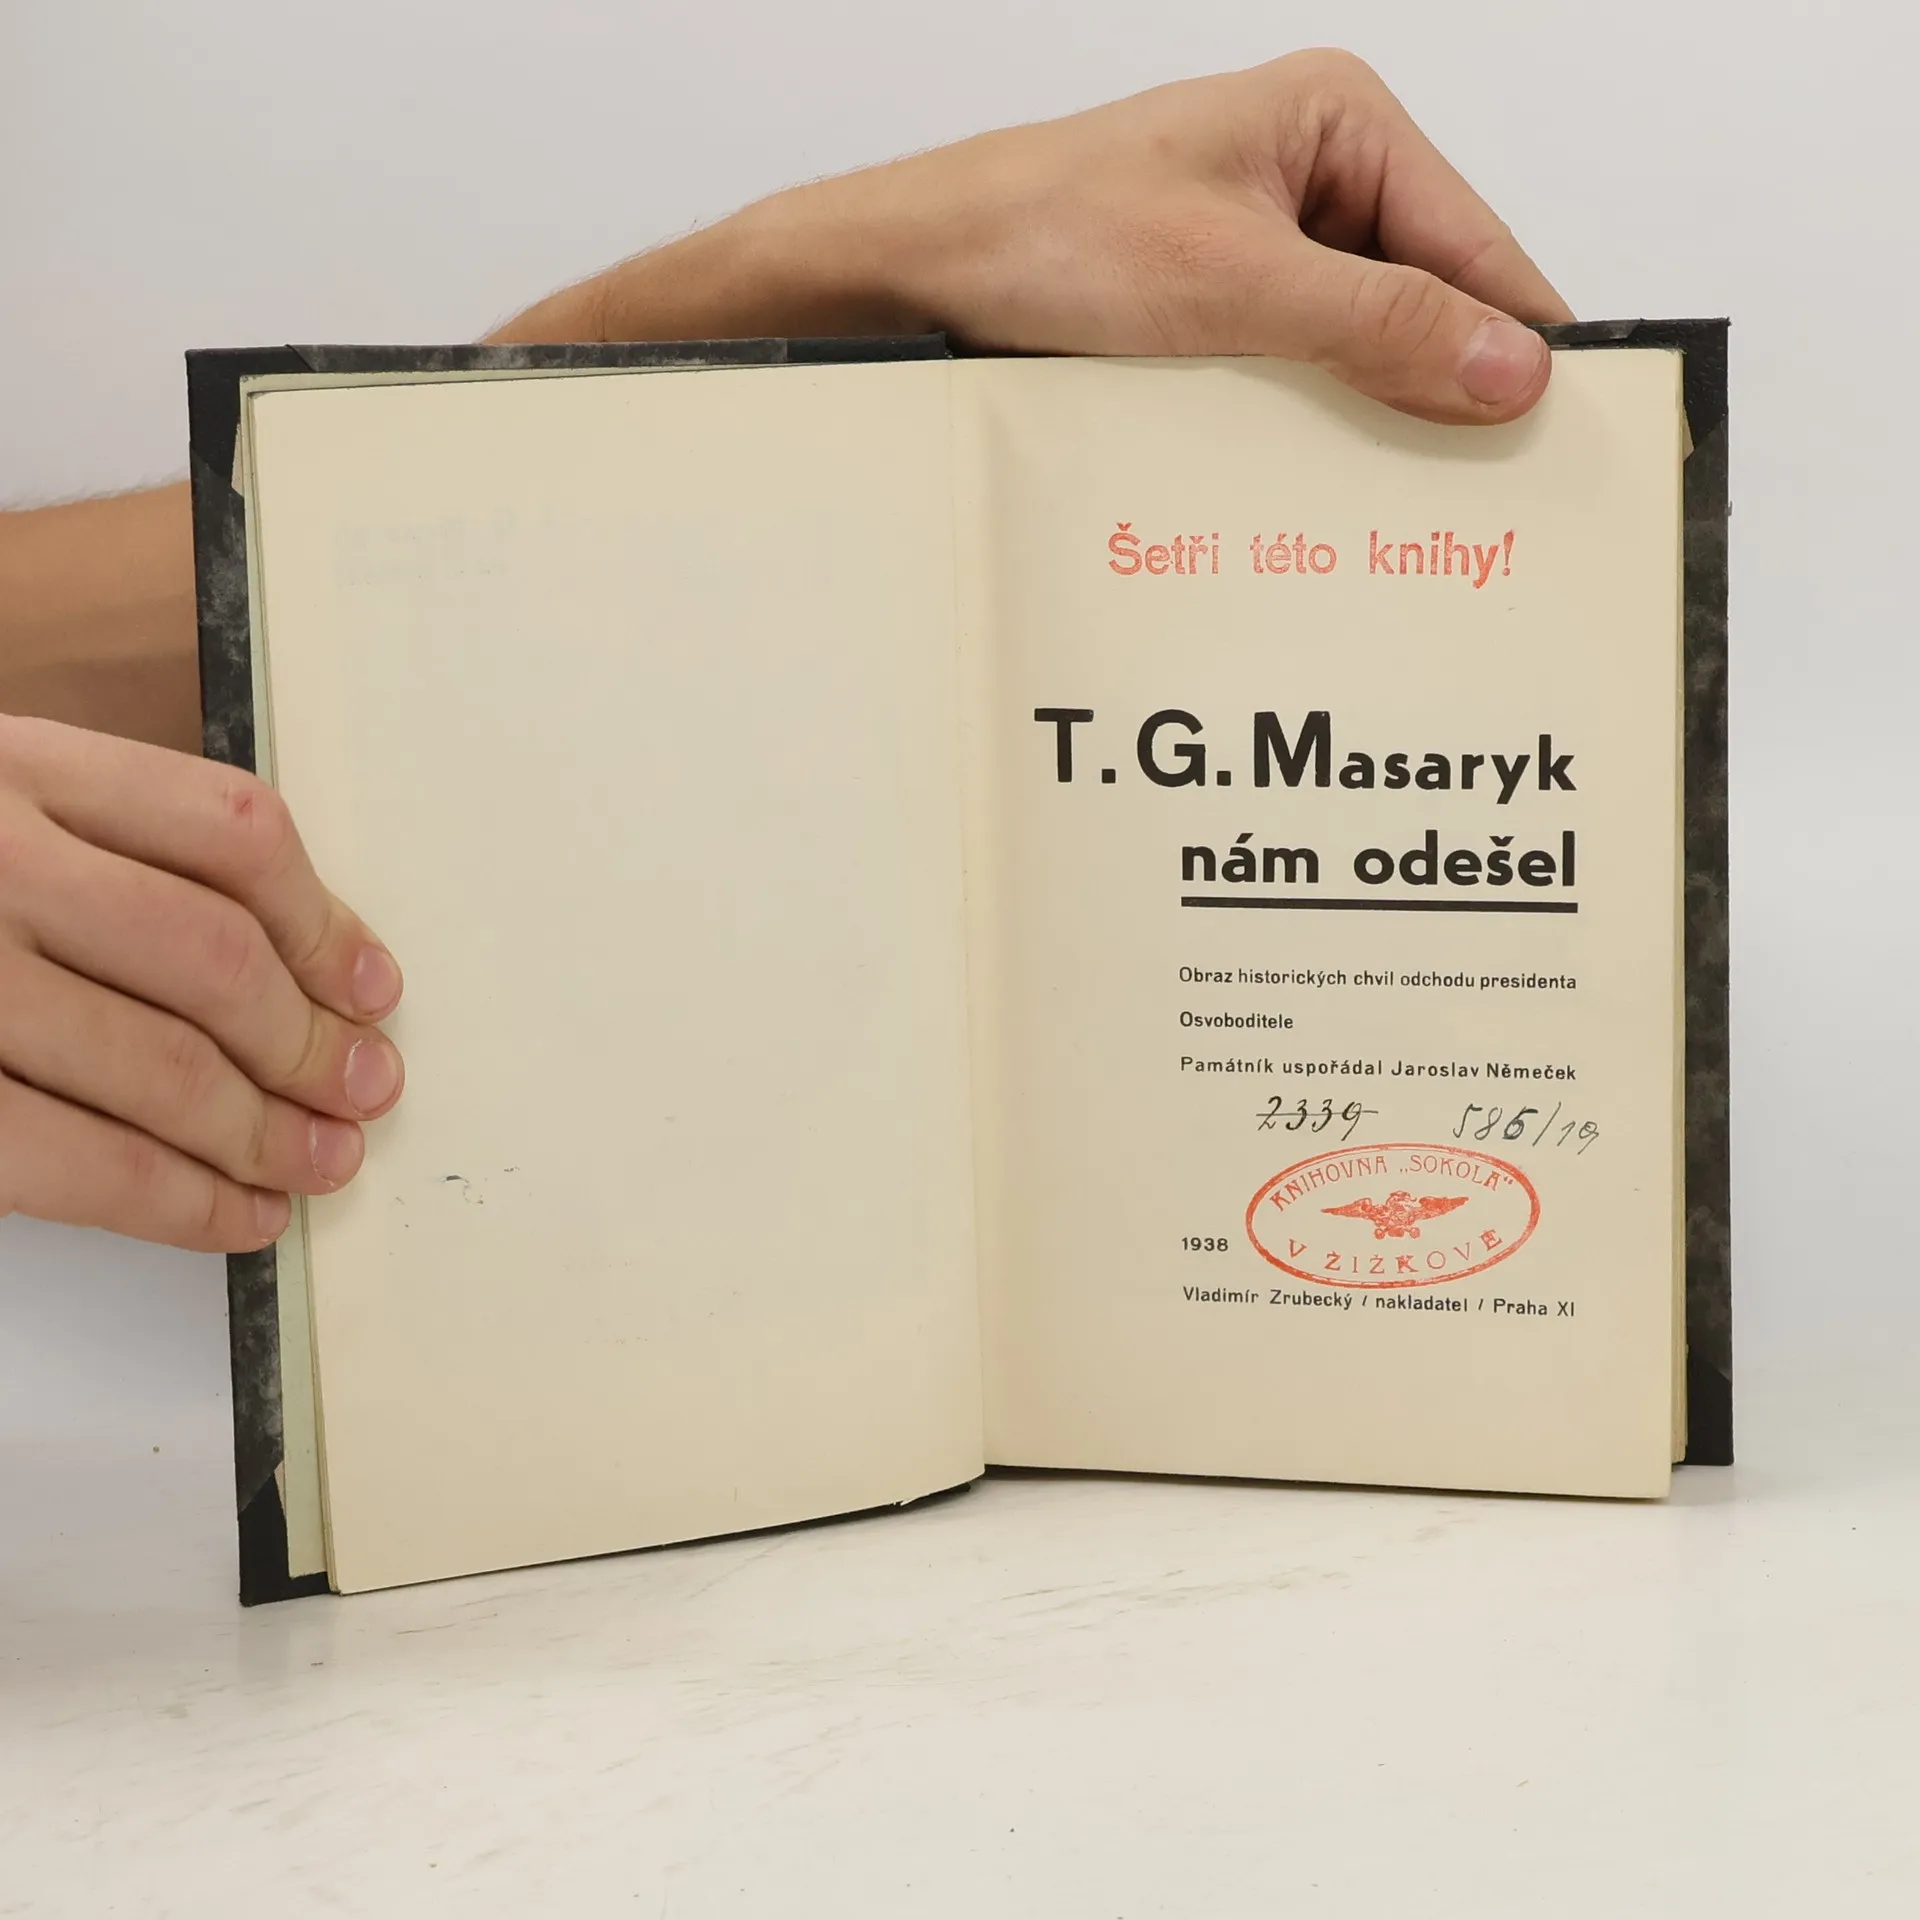 Šetři této knihy!
T. G. Masaryk
nám odešel
Obraz historických chvil odchodu presidenta
Osvoboditele
Památník uspořádal Jaroslav Němeček
2339 586/19
KNIHOVNA „SOKOLA“
V ŽIŽKOVĚ
1938
Vladimír Zrubecký / nakladatel / Praha XI